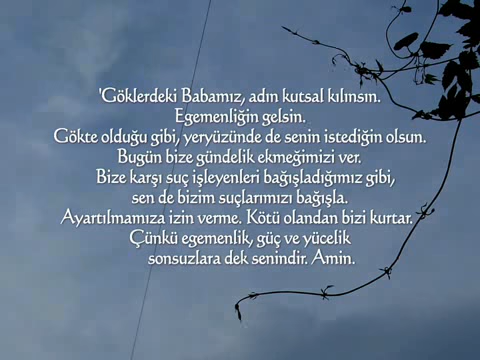 'Göklerdeki Babamız, adın kutsal kılınsın.
Egemenliğin gelsin.
Gökte olduğu gibi, yeryüzünde de senin istediğin olsun.
Bugün bize gündelik ekmeğimizi ver.
Bize karşı suç işleyenleri bağışladığımız gibi,
sen de bizim suçlarımızı bağışla.
Ayartılmamıza izin verme. Kötü olandan bizi kurtar.
Çünkü egemenlik, güç ve yücelik
sonsuzlara dek senindir. Amin.